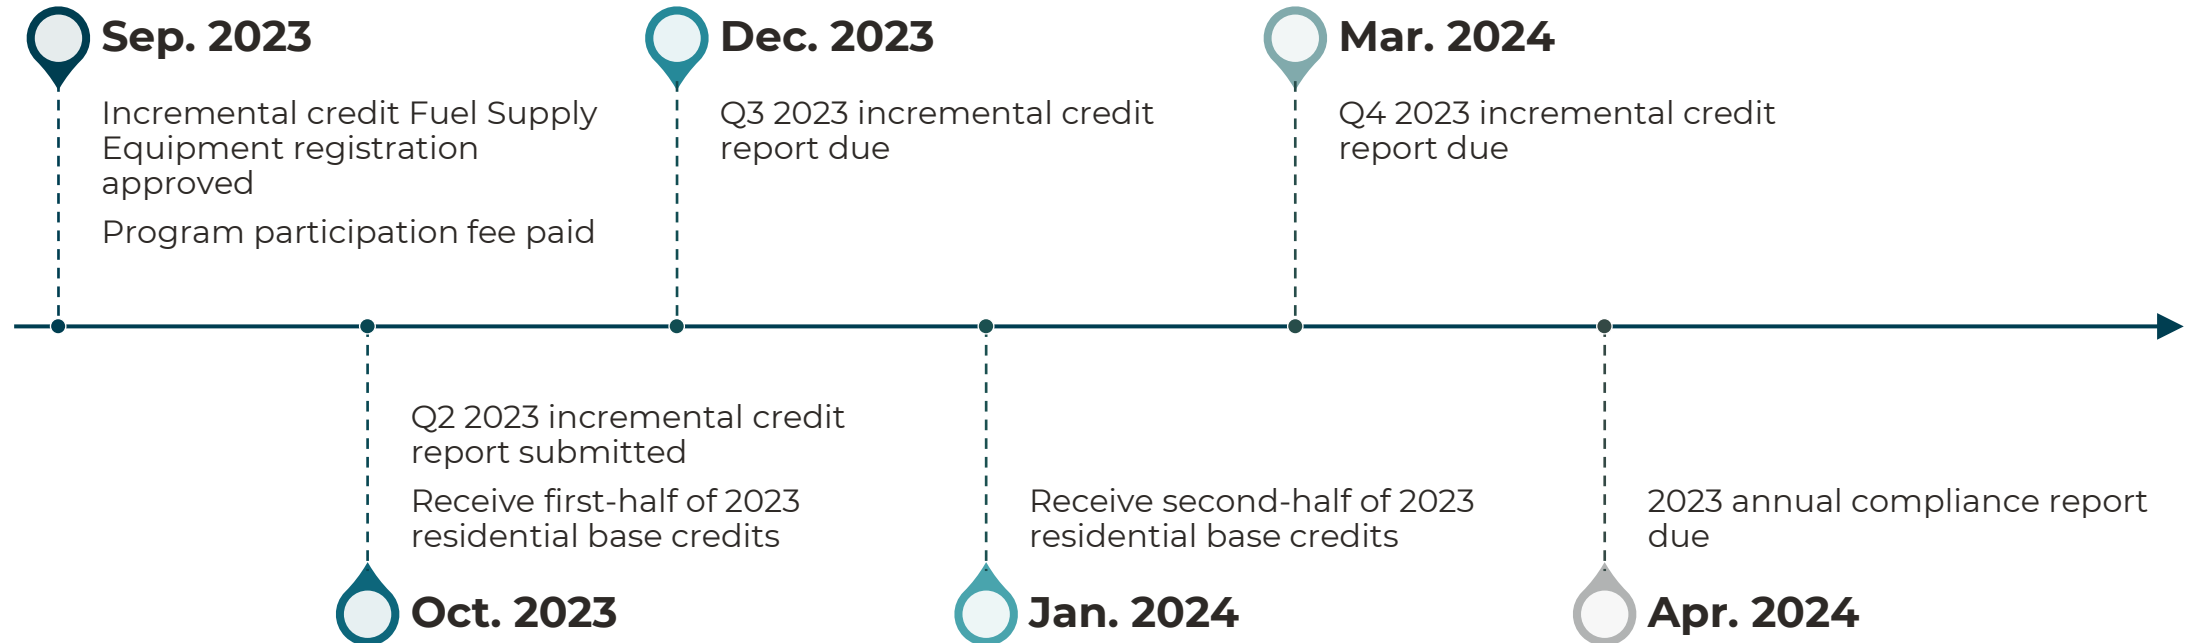 Sep. 2023
Incremental credit Fuel Supply
Equipment registration
approved
Program participation fee paid
Dec. 2023
Q3 2023 incremental credit
report due
Mar. 2024
Q4 2023 incremental credit
report due
Q2 2023 incremental credit
report submitted
Receive first-half of 2023
residential base credits
Oct. 2023
Receive second-half of 2023
residential base credits
Jan. 2024
2023 annual compliance report
due
Apr. 2024